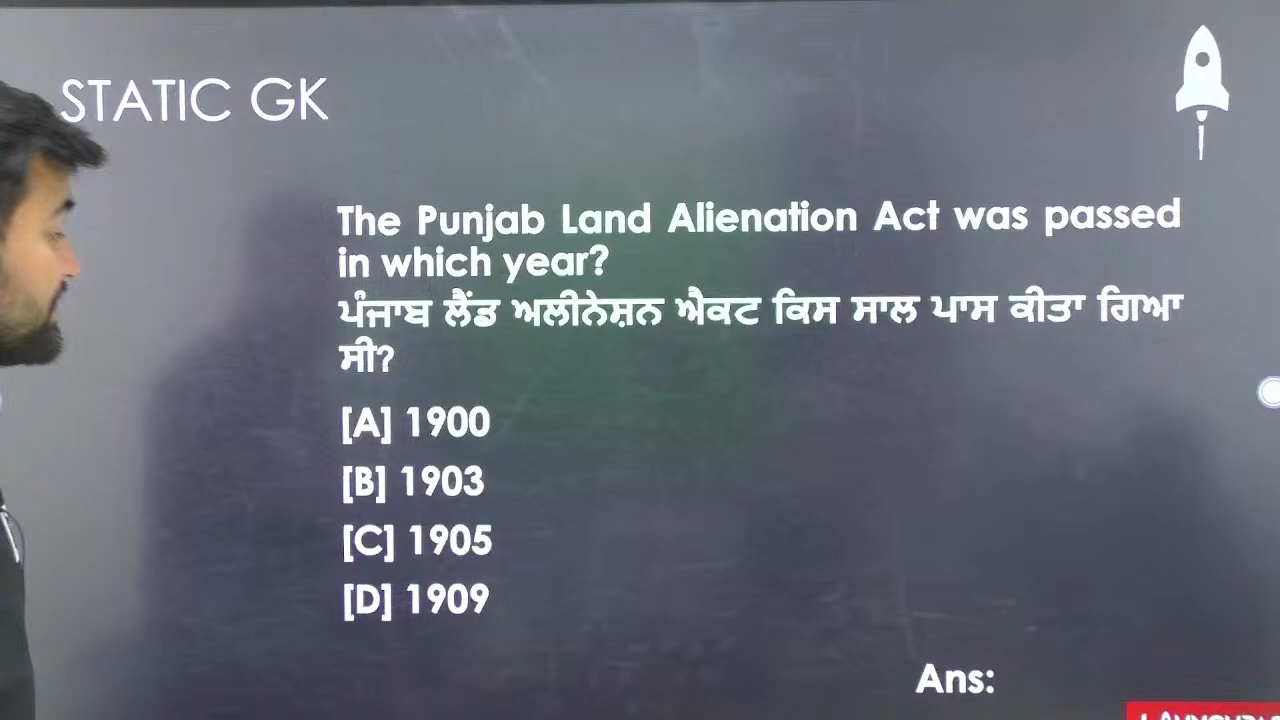 STATIC GK
The Punjab Land Alienation Act was passed
in which year?
ਪੰਜਾਬ ਲੈਂਡ ਅਲੀਨੇਸ਼ਨ ਐਕਟ ਕਿਸ ਸਾਲ ਪਾਸ ਕੀਤਾ ਗਿਆ
ਸੀ?
[A] 1900
[B] 1903
[C] 1905
[D] 1909
Ans: